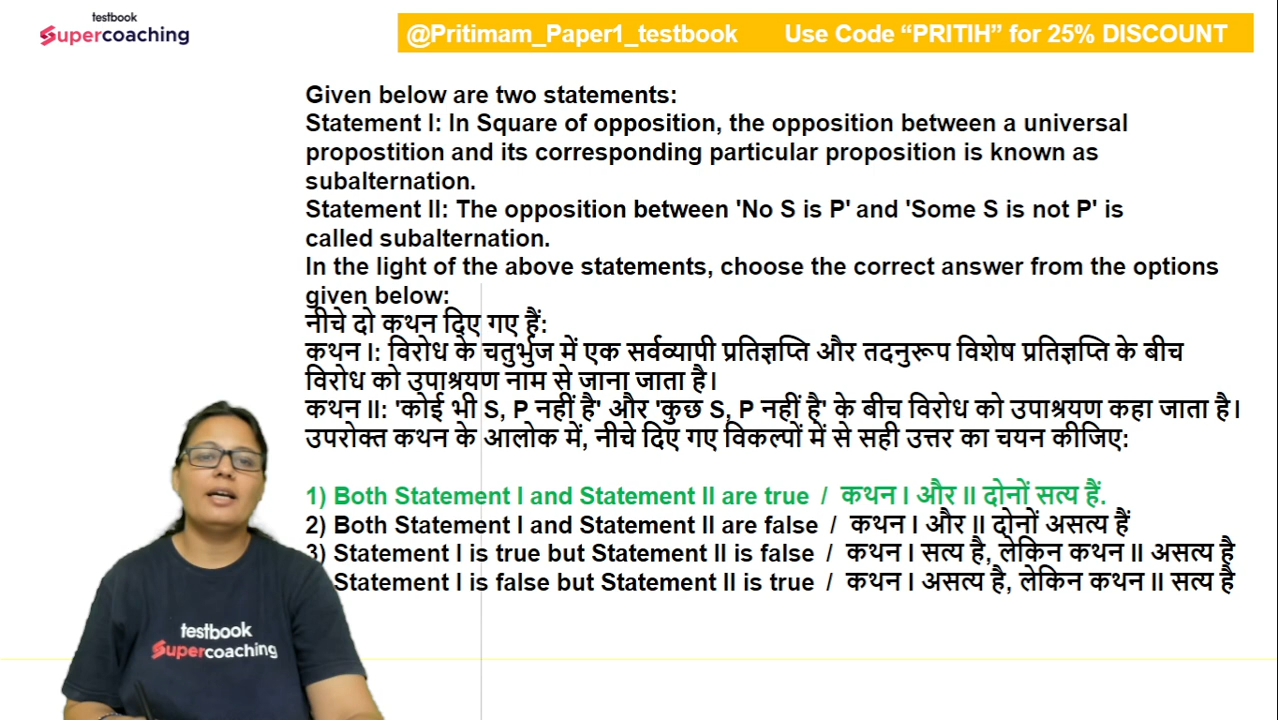 testbook
Supercoaching
@Pritimam_Paper1_testbook Use Code “PRITIH” for 25% DISCOUNT
Given below are two statements:
Statement I: In Square of opposition, the opposition between a universal
propostition and its corresponding particular proposition is known as
subalternation.
Statement II: The opposition between 'No S is P' and 'Some S is not P' is
called subalternation.
In the light of the above statements, choose the correct answer from the options
given below:
नीचे दो कथन दिए गए हैं:
कथन I: विरोध के चतुर्भुज में एक सर्वव्यापी प्रतिज्ञप्ति और तदनुरूप विशेष प्रतिज्ञप्ति के बीच
विरोध को उपाश्रयण नाम से जाना जाता है।
कथन II: 'कोई भी S, P नहीं है' और 'कुछ S, P नहीं है' के बीच विरोध को उपाश्रयण कहा जाता है।
उपरोक्त कथन के आलोक में, नीचे दिए गए विकल्पों में से सही उत्तर का चयन कीजिए:
1) Both Statement I and Statement II are true / कथन I और II दोनों सत्य हैं.
2) Both Statement I and Statement II are false / कथन I और II दोनों असत्य हैं
3) Statement I is true but Statement II is false / कथन I सत्य है, लेकिन कथन II असत्य है
Statement I is false but Statement II is true / कथन I असत्य है, लेकिन कथन II सत्य है
testbook
Supercoaching